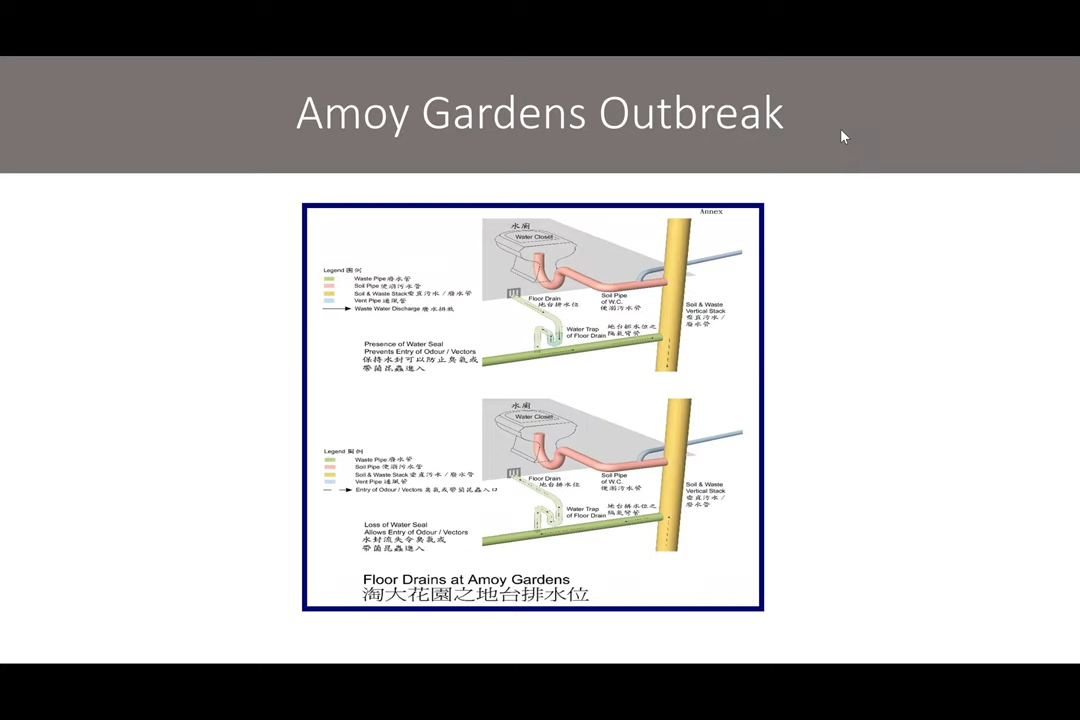 Amoy Gardens Outbreak
Annex
水廁
Water Closet
Legend 圖例
Waste Pipe 廢水管
Soil Pipe 便溺污水管
Soil & Waste Stack 垂直污水 / 廢水管
Vent Pipe 通風管
Waste Water Discharge 廢水排放
Floor Drain
地台排水位
Soil Pipe
of W.C.
便溺污水管
Soil & Waste
Vertical Stack
垂直污水 /
廢水管
Water Trap
of Floor Drain
地台排水位之
隔氣彎管
Presence of Water Seal
Prevents Entry of Odour / Vectors
保持水封可以防止臭氣或
帶菌昆蟲進入
水廁
Water Closet
Legend 圖例
Waste Pipe 廢水管
Soil Pipe 便溺污水管
Soil & Waste Stack 垂直污水 / 廢水管
Vent Pipe 通風管
Entry of Odour / Vectors 臭氣或帶菌昆蟲入口
Floor Drain
地台排水位
Soil Pipe
of W.C.
便溺污水管
Soil & Waste
Vertical Stack
垂直污水 /
廢水管
Water Trap
of Floor Drain
地台排水位之
隔氣彎管
Loss of Water Seal
Allows Entry of Odour / Vectors
水封流失令臭氣或
帶菌昆蟲進入
Floor Drains at Amoy Gardens
淘大花園之地台排水位